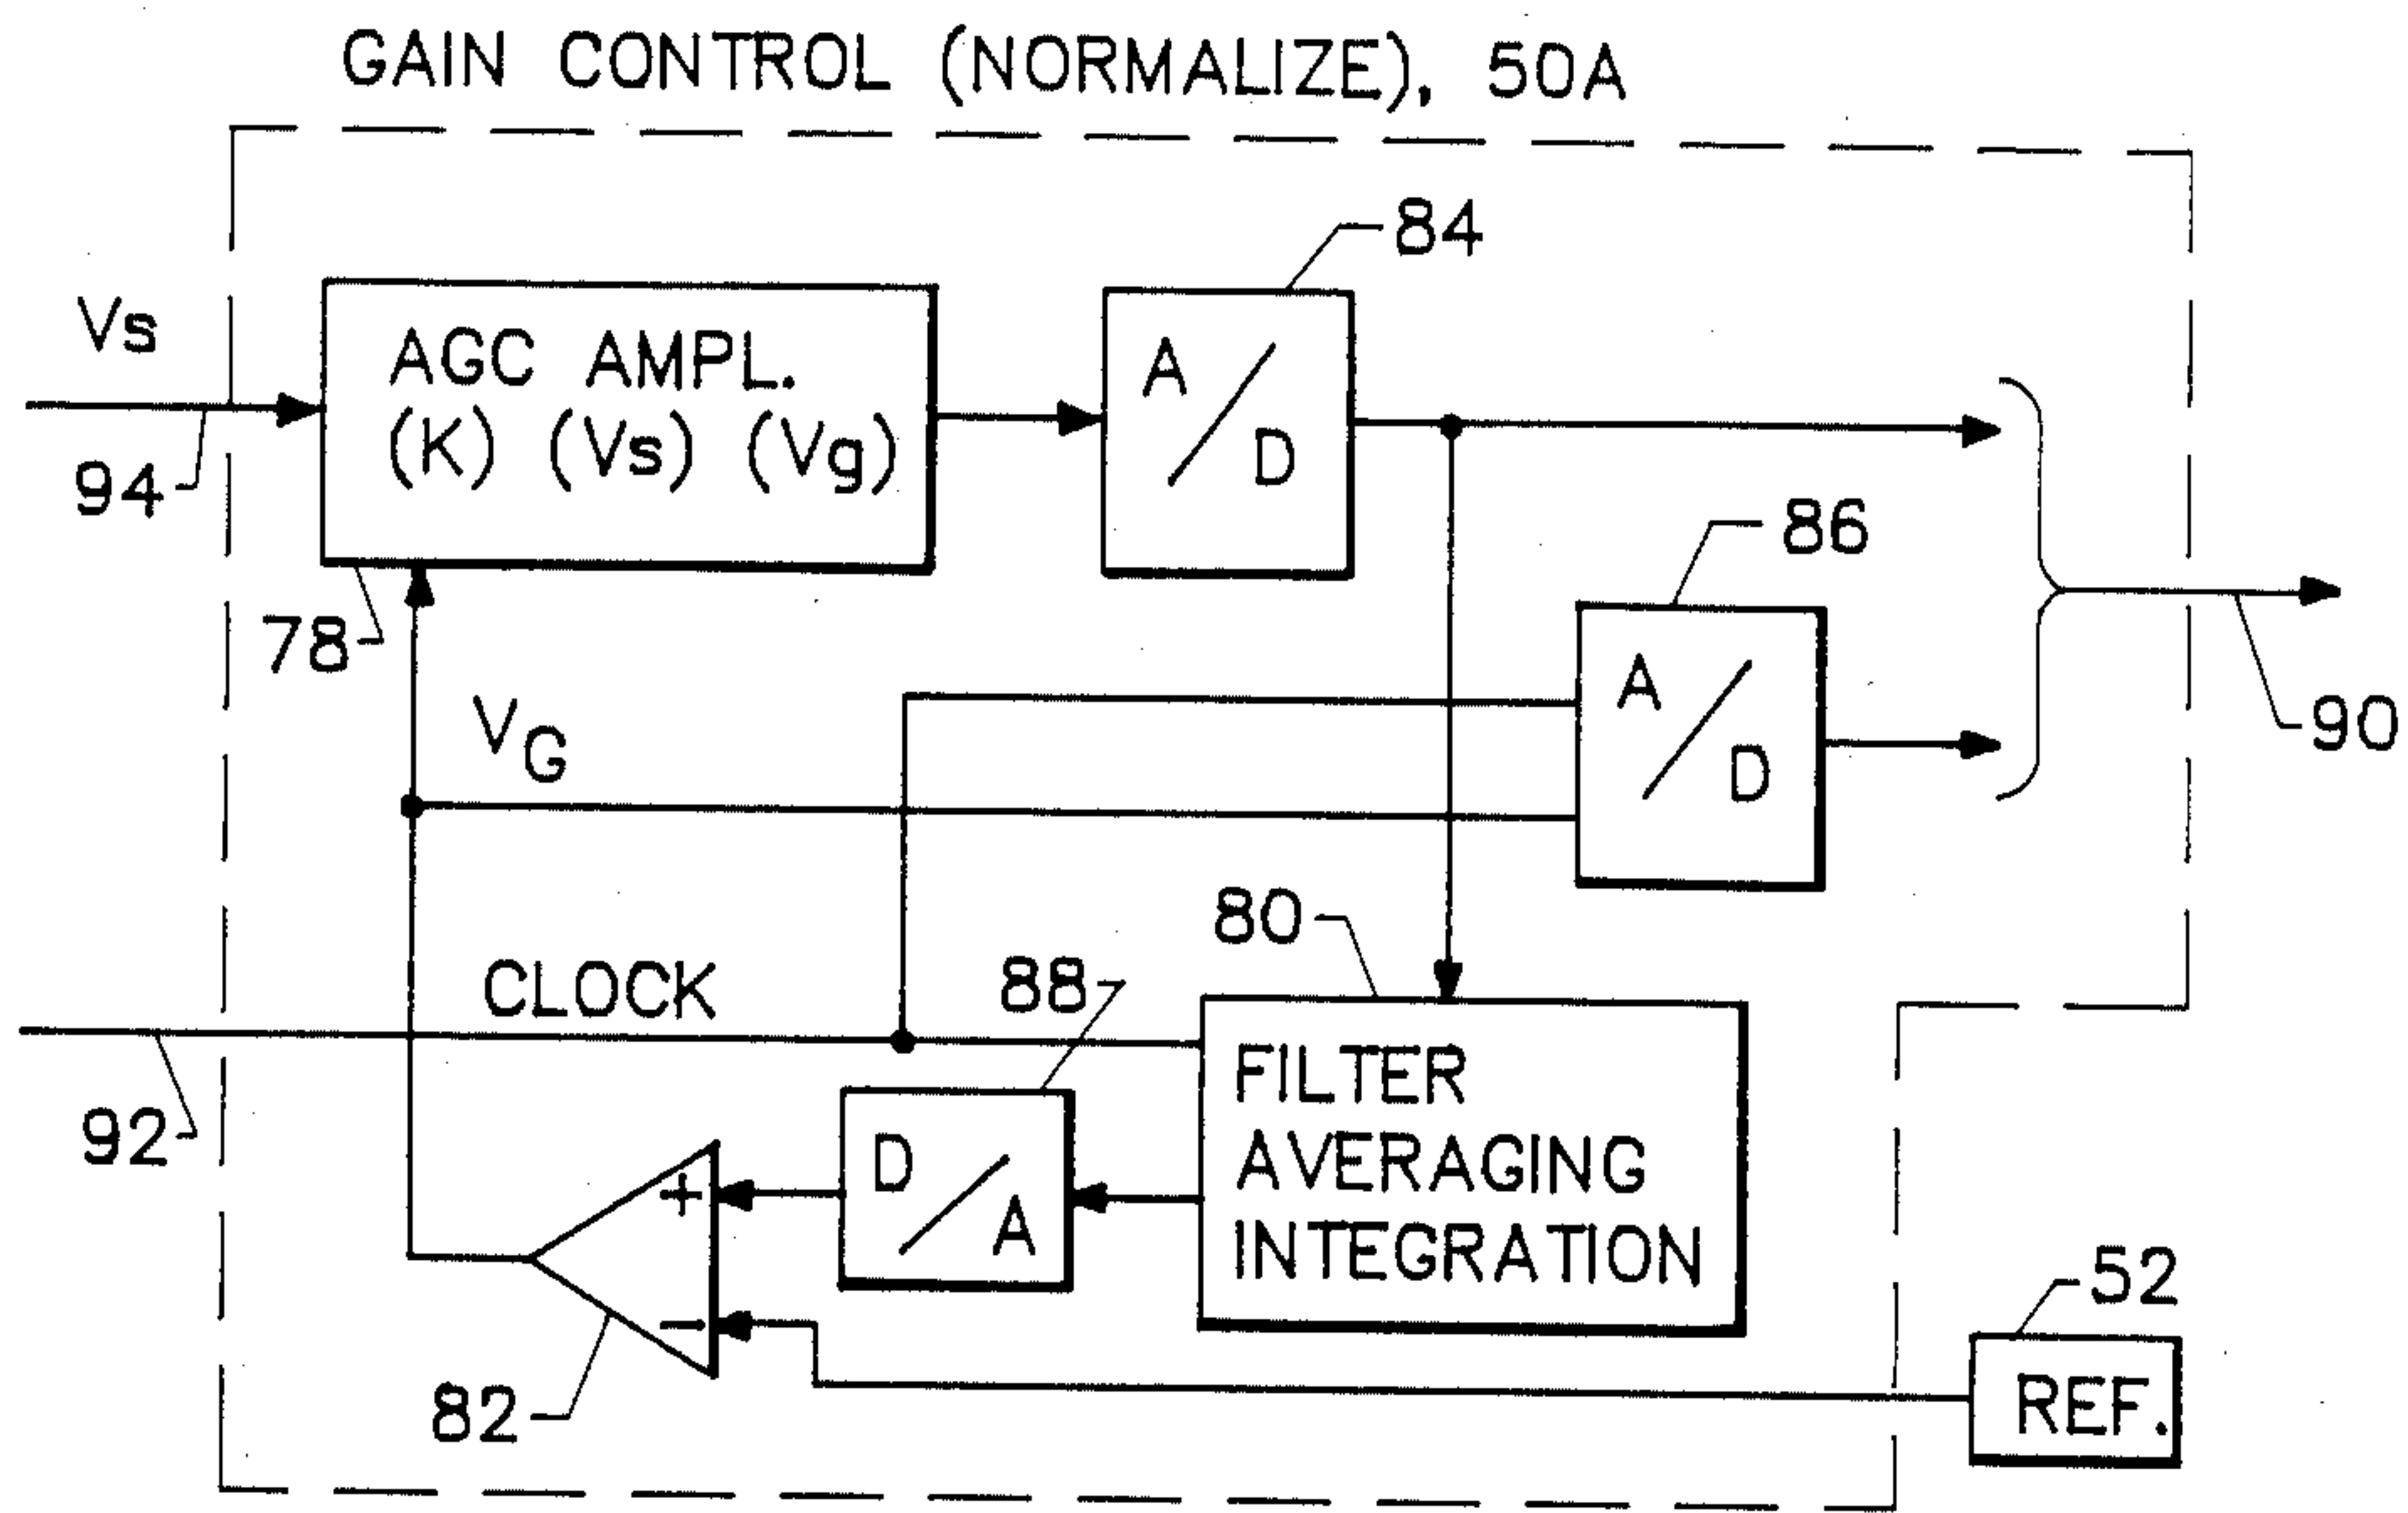 GAIN CONTROL (NORMALIZE), 50A
84
Vs
AGC AMPL.
(K) (Vs) (Vg)
A/D
94
86
78
A/D
VG
90
80
CLOCK
88
FILTER
AVERAGING
INTEGRATION
92
D/A
+
−
52
REF.
82